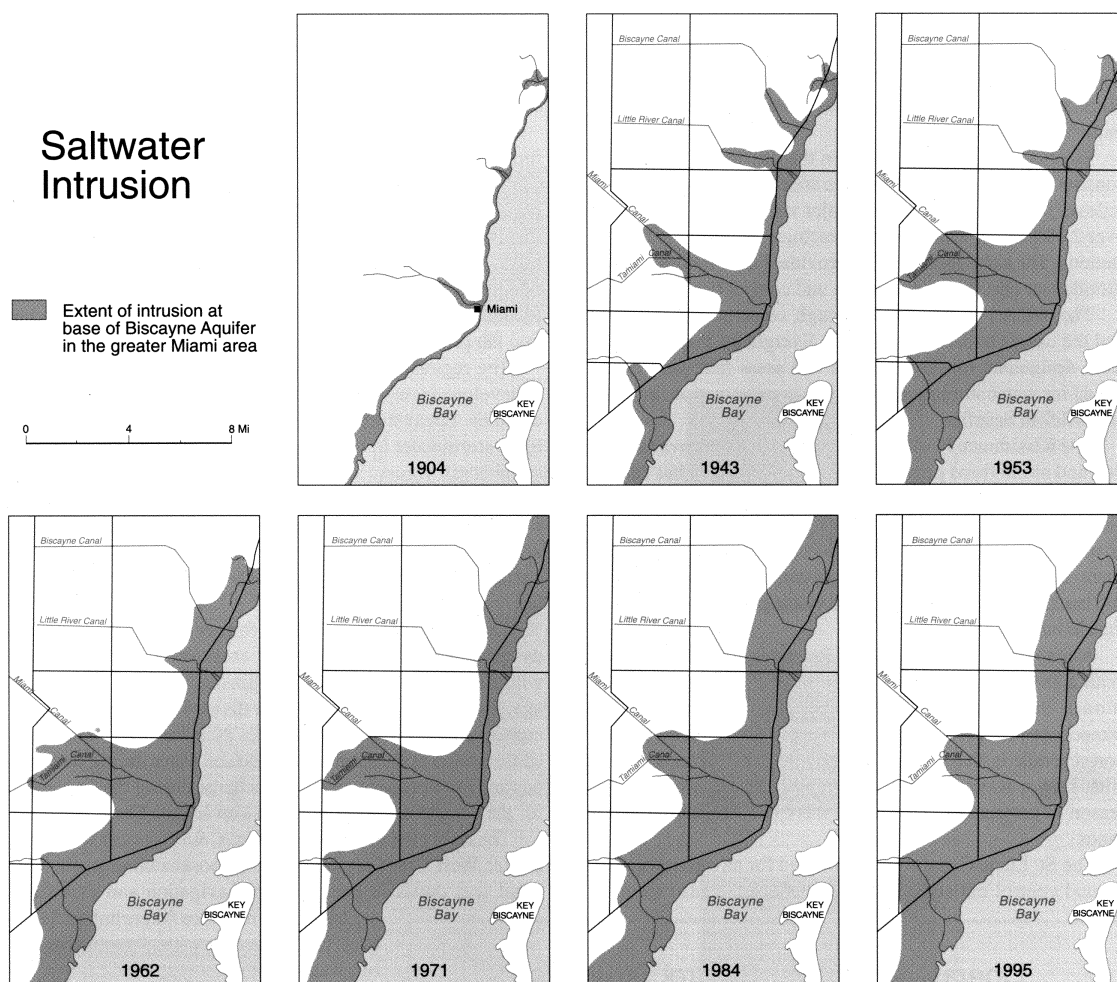 Saltwater
Intrusion
Extent of intrusion at
base of Biscayne Aquifer
in the greater Miami area
0 4 8 Mi
Miami
Biscayne
Bay
KEY
BISCAYNE
1904
Biscayne Canal
Little River Canal
Miami
Canal
Tamiami
Canal
Biscayne
Bay
KEY
BISCAYNE
1943
Biscayne Canal
Little River Canal
Miami
Canal
Tamiami
Canal
Biscayne
Bay
KEY
BISCAYNE
1953
Biscayne Canal
Little River Canal
Miami
Canal
*
Tamiami
Canal
Biscayne
Bay
KEY
BISCAYNE
1962
Biscayne Canal
Little River Canal
Miami
Canal
Tamiami
Canal
Biscayne
Bay
KEY
BISCAYNE
1971
Biscayne Canal
Little River Canal
Miami
Canal
Tamiami
Canal
Biscayne
Bay
KEY
BISCAYNE
1984
Biscayne Canal
Little River Canal
Miami
Canal
Tamiami
Canal
Biscayne
Bay
KEY
BISCAYNE
1995